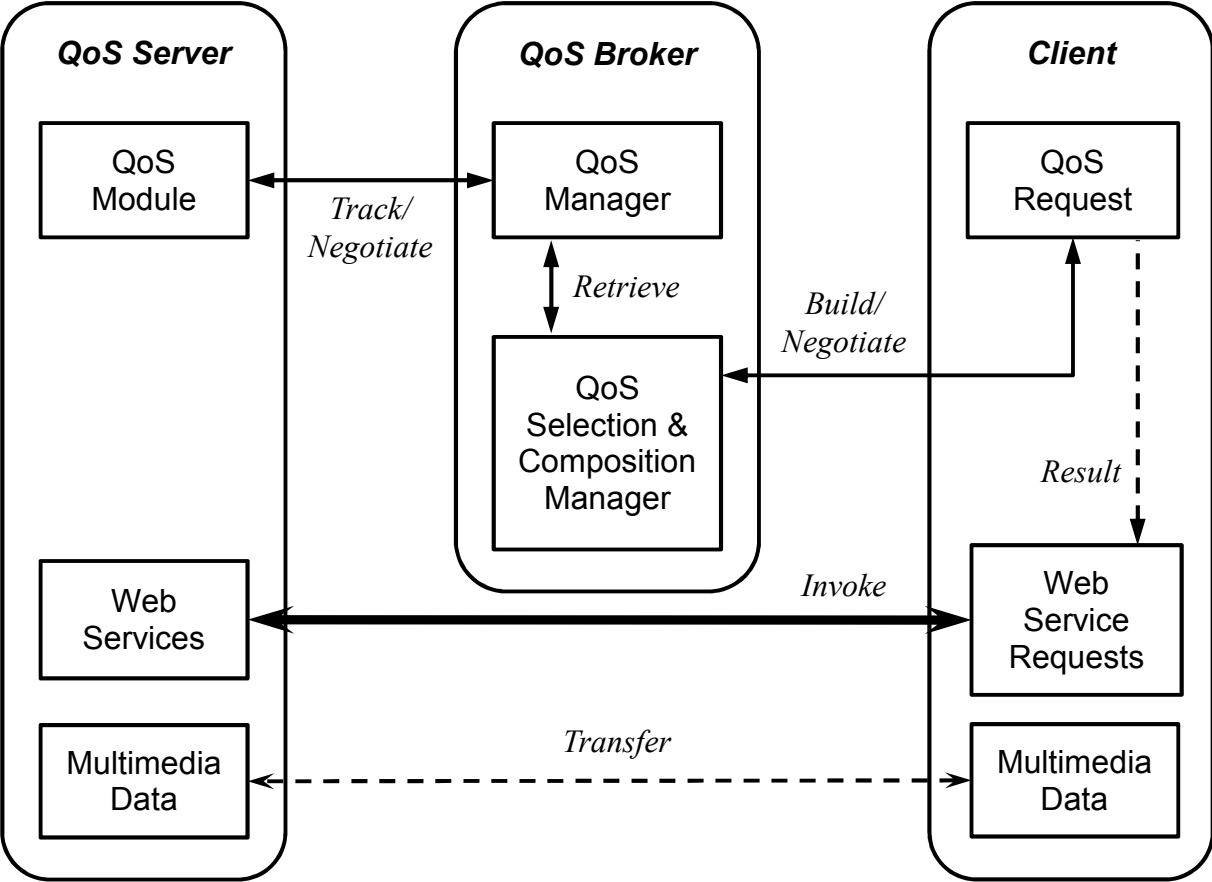 QoS Server
QoS Broker
Client
QoS
Module
QoS
Manager
QoS
Request
Track/
Negotiate
Retrieve
Build/
Negotiate
QoS
Selection &
Composition
Manager
Result
Web
Services
Invoke
Web
Service
Requests
Multimedia
Data
Transfer
Multimedia
Data